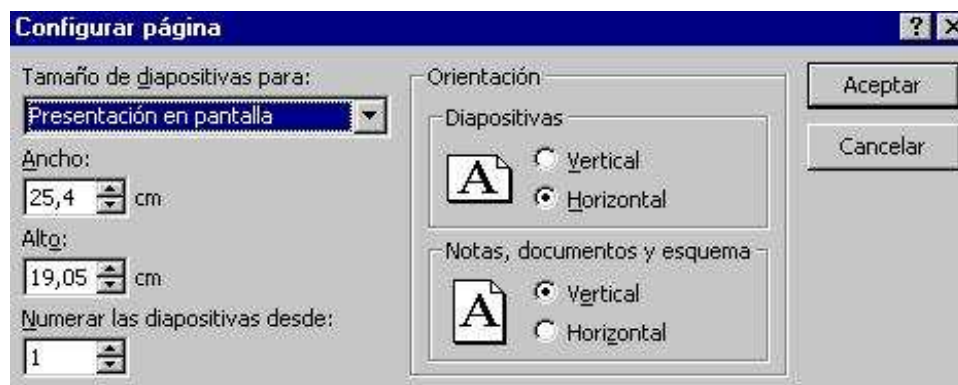 Configurar página
Tamaño de diapositivas para:
Presentación en pantalla
Ancho:
25,4 cm
Alto:
19,05 cm
Numerar las diapositivas desde:
1
Orientación
Diapositivas
A
Vertical
Horizontal
Notas, documentos y esquema
A
Vertical
Horizontal
Aceptar
Cancelar